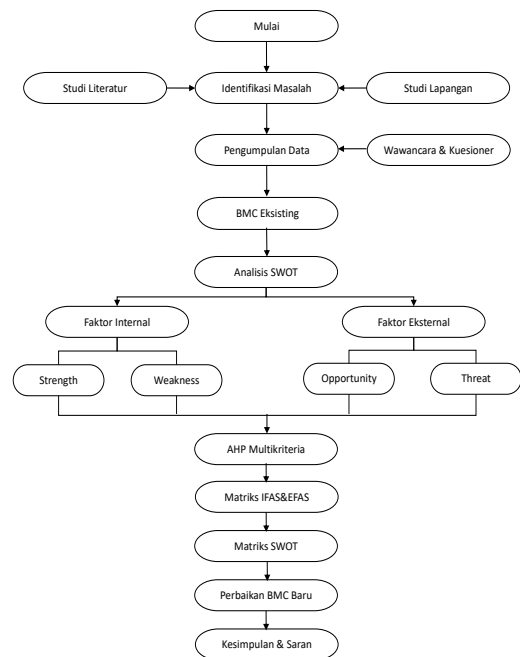 Mulai
Studi Literatur
Identifikasi Masalah
Studi Lapangan
Pengumpulan Data
Wawancara & Kuesioner
BMC Eksisting
Analisis SWOT
Faktor Internal
Faktor Eksternal
Strength
Weakness
Opportunity
Threat
AHP Multikriteria
Matriks IFAS&EFAS
Matriks SWOT
Perbaikan BMC Baru
Kesimpulan & Saran